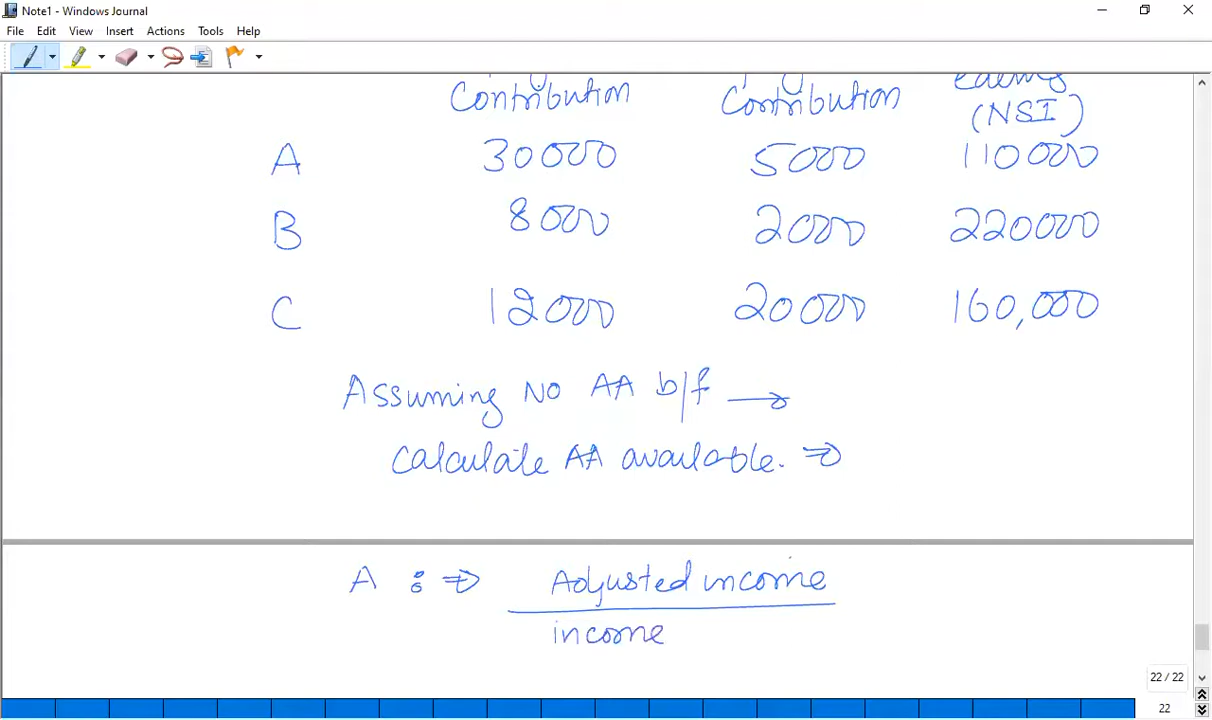 Note1 - Windows Journal
File Edit View Insert Actions Tools Help
Contribution Contribution
(NSI)
A 30000 5000 110000
B 8000 2000 220000
C 12000 20000 160,000
Assuming No AA b/f →
calculate AA available. ⇒
A : ⇒ Adjusted income
income
22 / 22
22